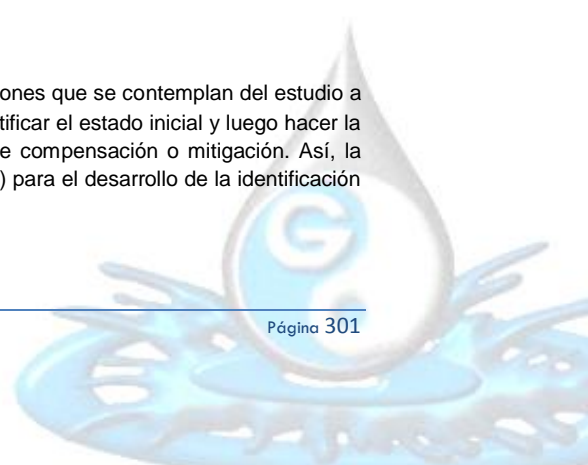 ones que se contemplan del estudio a
tificar el estado inicial y luego hacer la
e compensación o mitigación. Así, la
) para el desarrollo de la identificación
G
Página 301